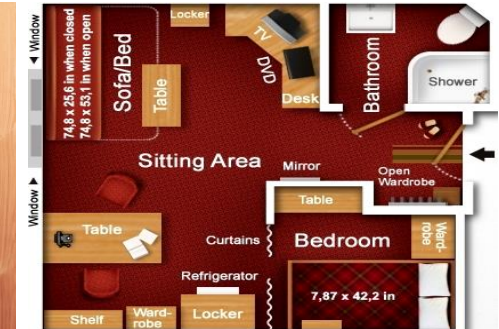 Window
Window
74,8 x 25,6 in when closed
74,8 x 53,1 in when open
Sofa/Bed
Table
Locker
TV
DVD
Desk
Bathroom
Shower
Sitting Area
Mirror
Open
Wardrobe
Table
Table
Curtains
Bedroom
Ward-
robe
Refrigerator
7,87 x 42,2 in
Shelf
Ward-
robe
Locker